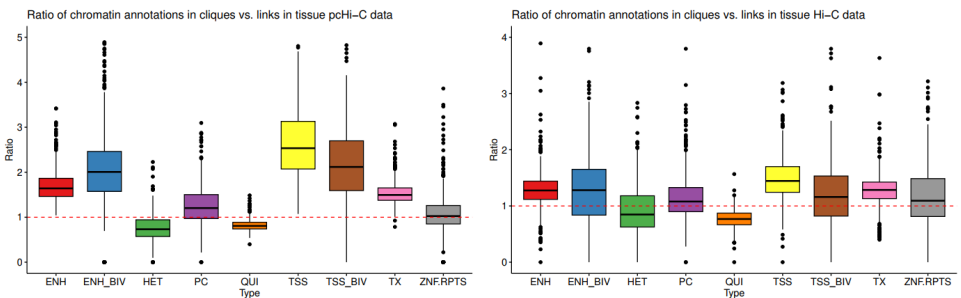 Ratio of chromatin annotations in cliques vs. links in tissue pcHi−C data
5
4
3
2
1
0
Ratio
ENH ENH_BIV HET PC QUI TSS TSS_BIV TX ZNF.RPTS
Type
Ratio of chromatin annotations in cliques vs. links in tissue Hi−C data
4
3
2
1
0
Ratio
ENH ENH_BIV HET PC QUI TSS TSS_BIV TX ZNF.RPTS
Type